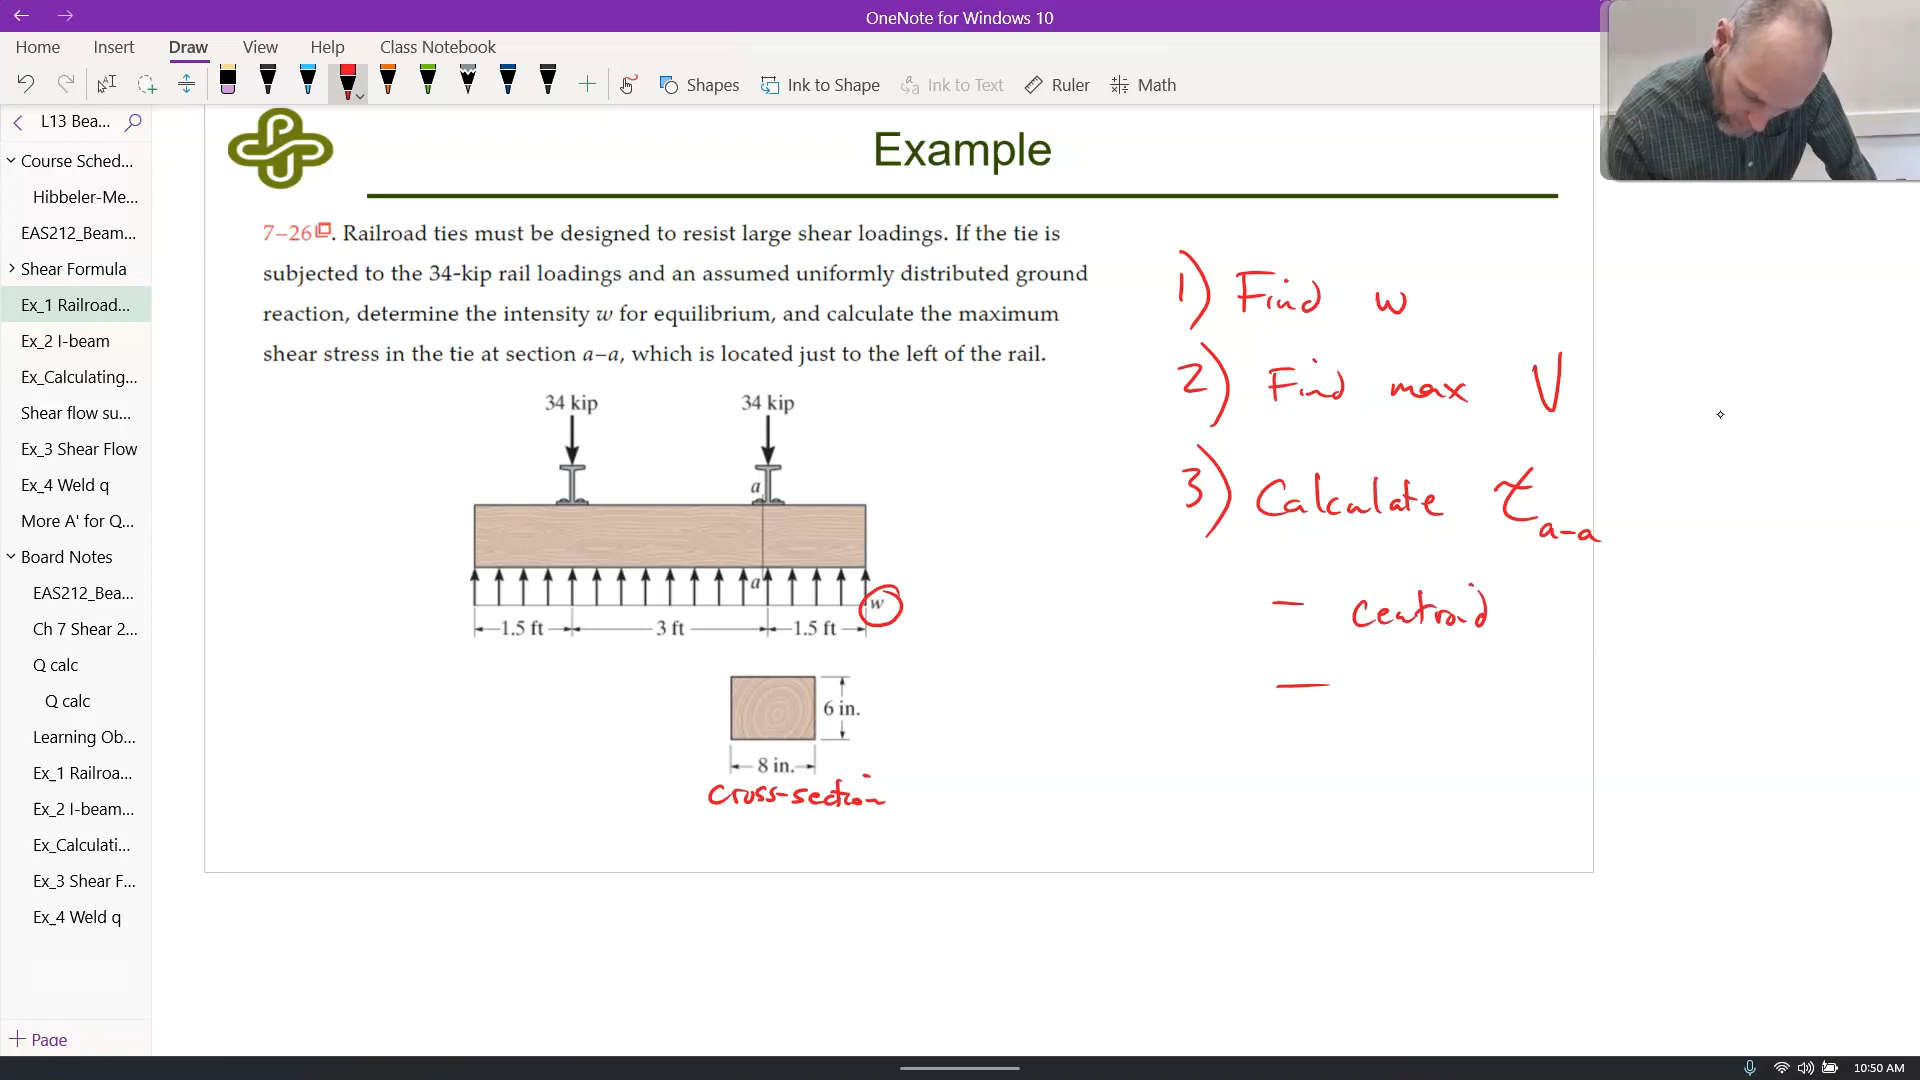 OneNote for Windows 10
Home Insert Draw View Help Class Notebook
Shapes Ink to Shape Ink to Text Ruler Math
L13 Bea...
Course Sched...
Hibbeler-Me...
EAS212_Beam...
Shear Formula
Ex_1 Railroad...
Ex_2 I-beam
Ex_Calculating...
Shear flow su...
Ex_3 Shear Flow
Ex_4 Weld q
More A' for Q...
Board Notes
EAS212_Bea...
Ch 7 Shear 2...
Q calc
Q calc
Learning Ob...
Ex_1 Railroa...
Ex_2 I-beam...
Ex_Calculati...
Ex_3 Shear F...
Ex_4 Weld q
+ Page
Example
7–26. Railroad ties must be designed to resist large shear loadings. If the tie is
subjected to the 34-kip rail loadings and an assumed uniformly distributed ground
reaction, determine the intensity w for equilibrium, and calculate the maximum
shear stress in the tie at section a–a, which is located just to the left of the rail.
34 kip 34 kip
a
a
w
1.5 ft 3 ft 1.5 ft
6 in.
8 in.
cross-section
1) Find w
2) Find max V
3) Calculate τa-a
– centroid
—
10:50 AM